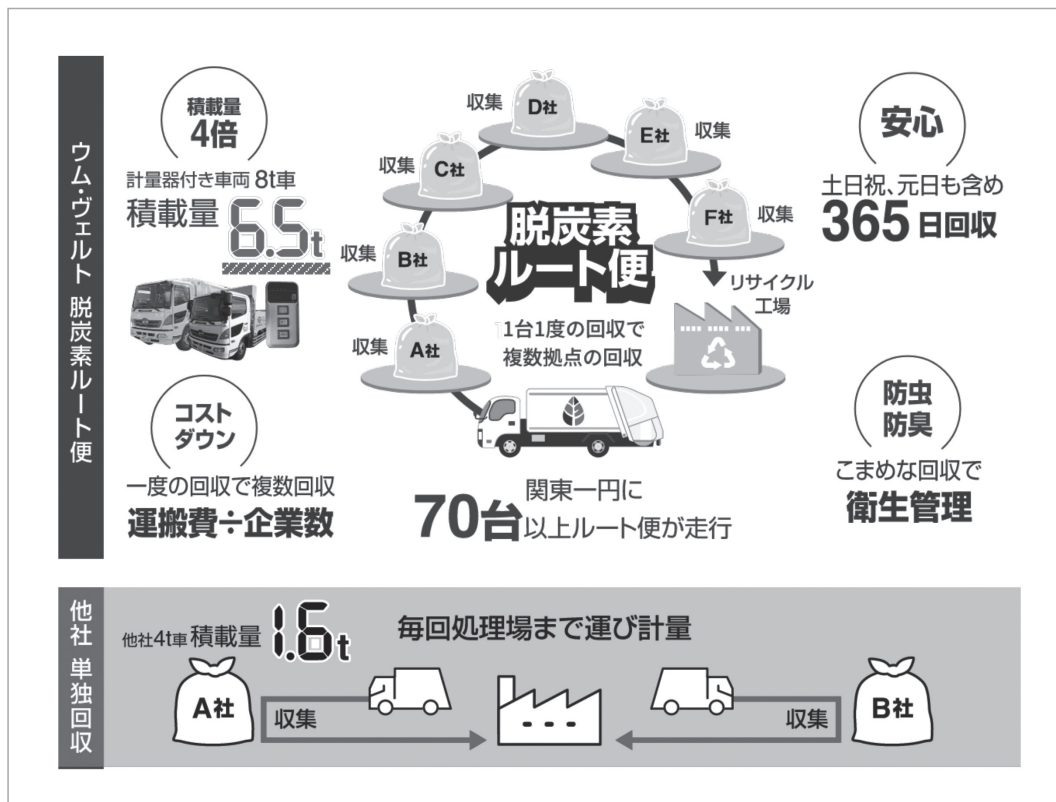 ウム・ヴェルト 脱炭素ルート便
積載量
4倍
計量器付き車両 8t車
積載量 6.5t
コスト
ダウン
一度の回収で複数回収
運搬費÷企業数
収集 A社
収集 B社
収集 C社
収集 D社
E社 収集
F社 収集
リサイクル
工場
脱炭素
ルート便
1台1度の回収で
複数拠点の回収
70台
関東一円に
以上ルート便が走行
安心
土日祝、元日も含め
365日回収
防虫
防臭
こまめな回収で
衛生管理
他社 単独回収
他社4t車 積載量 1.6t
毎回処理場まで運び計量
A社
収集
収集
B社